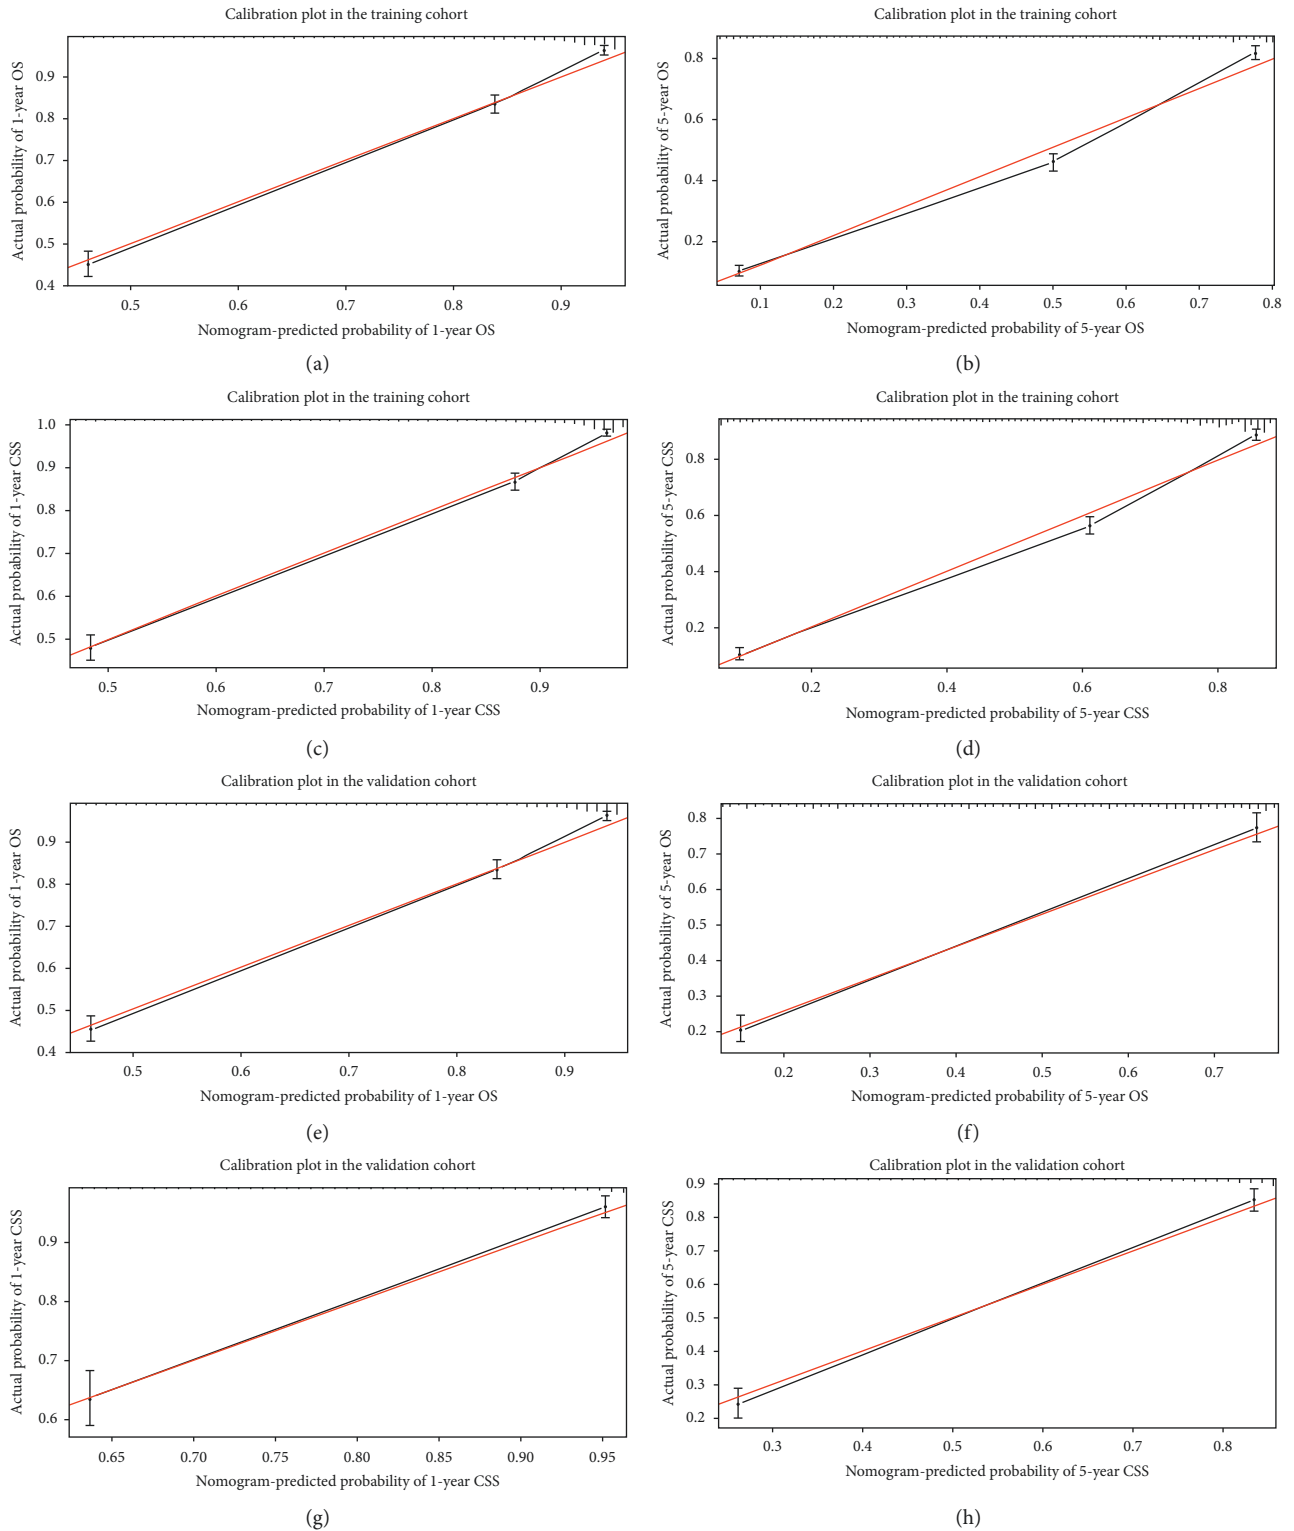 Calibration plot in the training cohort
Actual probability of 1-year OS
0.9
0.8
0.7
0.6
0.5
0.4
0.5 0.6 0.7 0.8 0.9
Nomogram-predicted probability of 1-year OS
(a)
Calibration plot in the training cohort
Actual probability of 5-year OS
0.8
0.6
0.4
0.2
0.1 0.2 0.3 0.4 0.5 0.6 0.7 0.8
Nomogram-predicted probability of 5-year OS
(b)
Calibration plot in the training cohort
Actual probability of 1-year CSS
1.0
0.9
0.8
0.7
0.6
0.5
0.5 0.6 0.7 0.8 0.9
Nomogram-predicted probability of 1-year CSS
(c)
Calibration plot in the training cohort
Actual probability of 5-year CSS
0.8
0.6
0.4
0.2
0.2 0.4 0.6 0.8
Nomogram-predicted probability of 5-year CSS
(d)
Calibration plot in the validation cohort
Actual probability of 1-year OS
0.9
0.8
0.7
0.6
0.5
0.4
0.5 0.6 0.7 0.8 0.9
Nomogram-predicted probability of 1-year OS
(e)
Calibration plot in the validation cohort
Actual probability of 5-year OS
0.8
0.7
0.6
0.5
0.4
0.3
0.2
0.2 0.3 0.4 0.5 0.6 0.7
Nomogram-predicted probability of 5-year OS
(f)
Calibration plot in the validation cohort
Actual probability of 1-year CSS
0.9
0.8
0.7
0.6
0.65 0.70 0.75 0.80 0.85 0.90 0.95
Nomogram-predicted probability of 1-year CSS
(g)
Calibration plot in the validation cohort
Actual probability of 5-year CSS
0.9
0.8
0.7
0.6
0.5
0.4
0.3
0.2
0.3 0.4 0.5 0.6 0.7 0.8
Nomogram-predicted probability of 5-year CSS
(h)